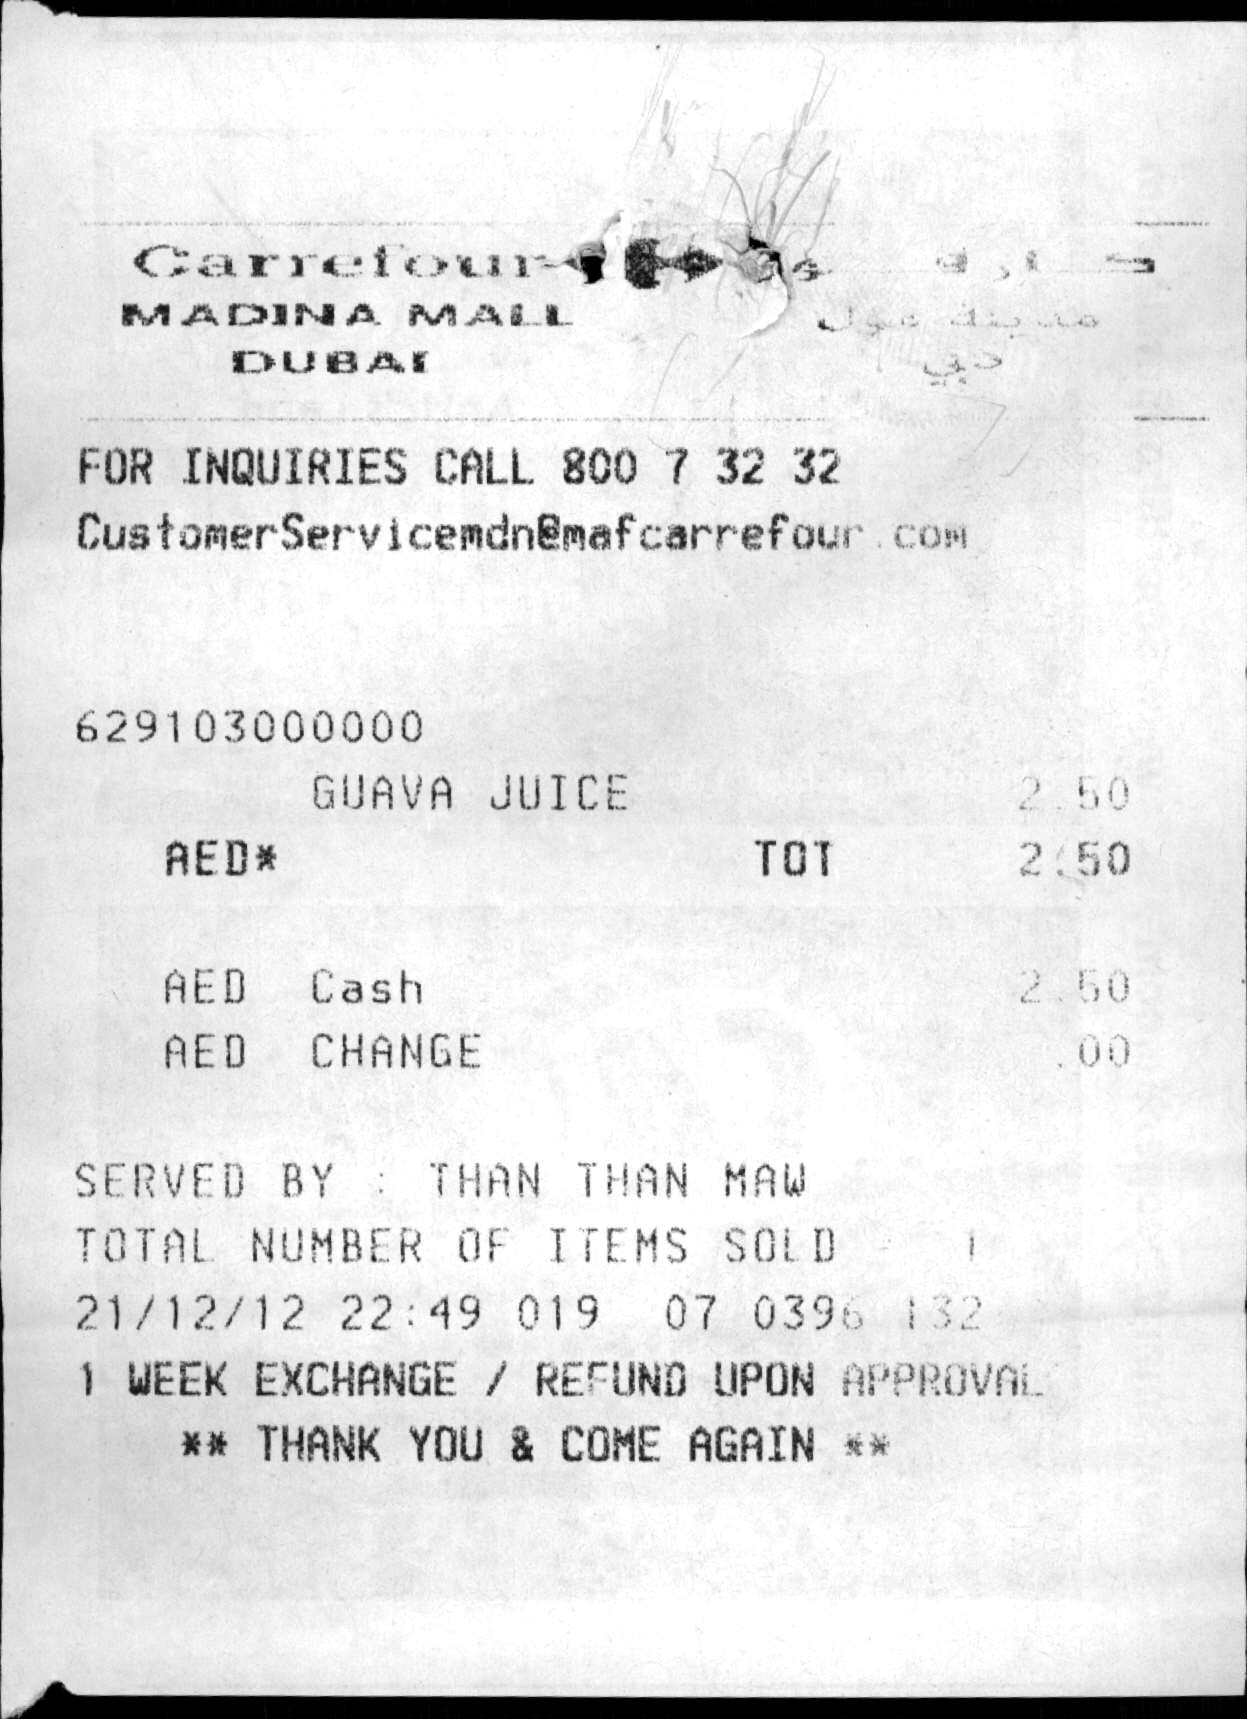 Carrefour
MADINA MALL
مدينة مول
DUBAI
دبي
FOR INQUIRIES CALL 800 7 32 32
CustomerServicemdn@mafcarrefour.com
629103000000
GUAVA JUICE 2.50
AED* TOT 2.50
AED Cash 2.50
AED CHANGE .00
SERVED BY : THAN THAN MAW
TOTAL NUMBER OF ITEMS SOLD - 1
21/12/12 22:49 019 07 0396 132
1 WEEK EXCHANGE / REFUND UPON APPROVAL
** THANK YOU & COME AGAIN **